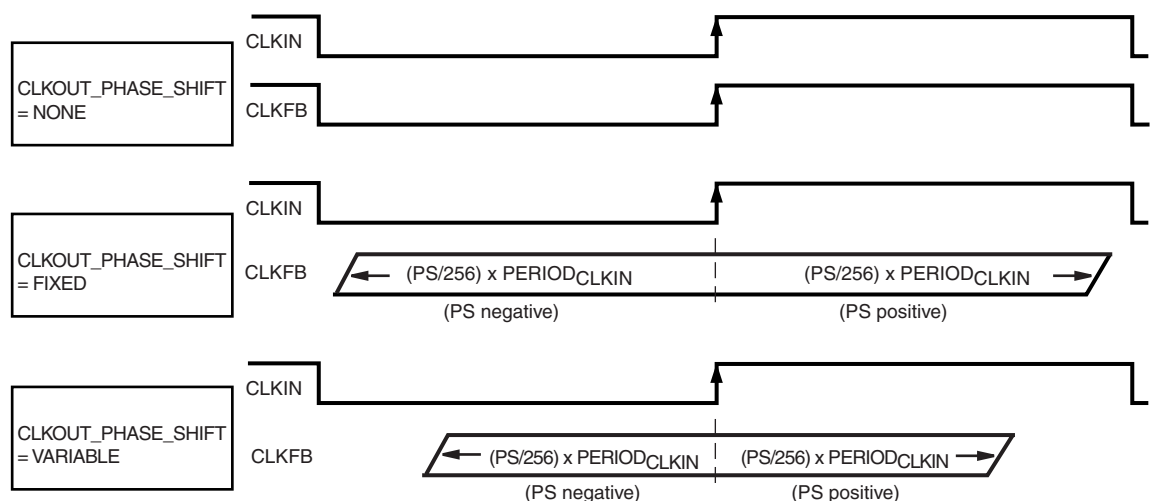 CLKIN
CLKOUT_PHASE_SHIFT
= NONE
CLKFB
CLKIN
CLKOUT_PHASE_SHIFT
= FIXED
CLKFB
(PS/256) x PERIODCLKIN
(PS/256) x PERIODCLKIN
(PS negative)
(PS positive)
CLKIN
CLKOUT_PHASE_SHIFT
= VARIABLE
CLKFB
(PS/256) x PERIODCLKIN
(PS/256) x PERIODCLKIN
(PS negative)
(PS positive)